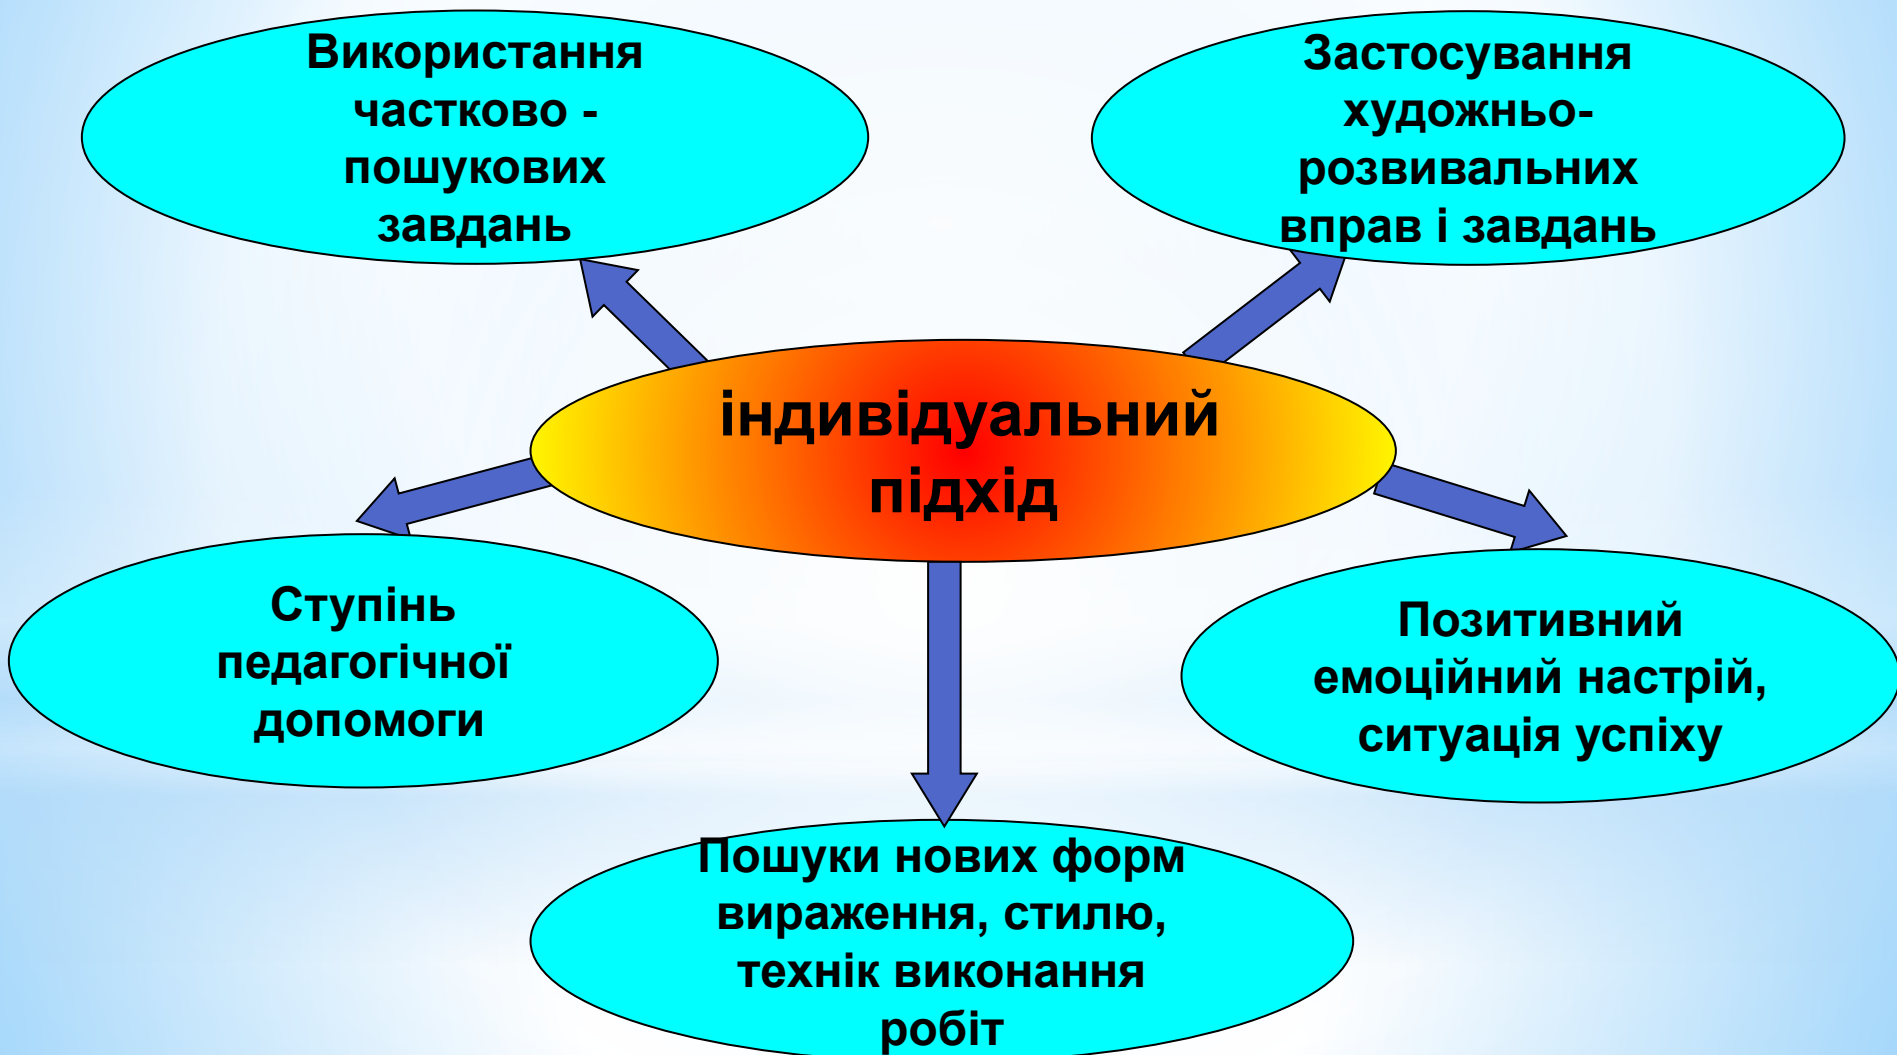 Використання
частково -
пошукових
завдань
Застосування
художньо-
розвивальних
вправ і завдань
індивідуальний
підхід
Ступінь
педагогічної
допомоги
Позитивний
емоційний настрій,
ситуація успіху
Пошуки нових форм
вираження, стилю,
технік виконання
робіт